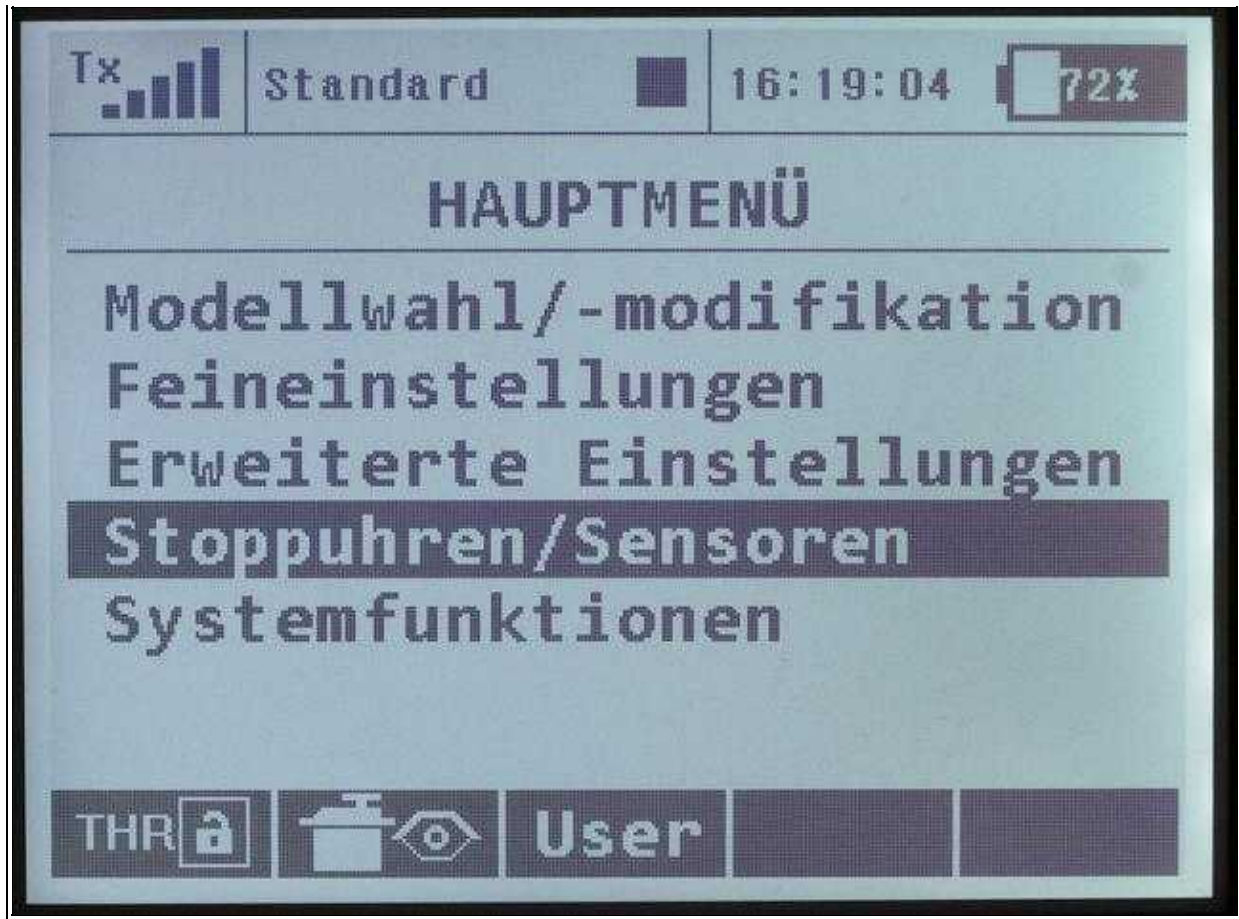 Tx Standard 16:19:04 72%
HAUPTMENÜ
Modellwahl/-modifikation
Feineinstellungen
Erweiterte Einstellungen
Stoppuhren/Sensoren
Systemfunktionen
THR User